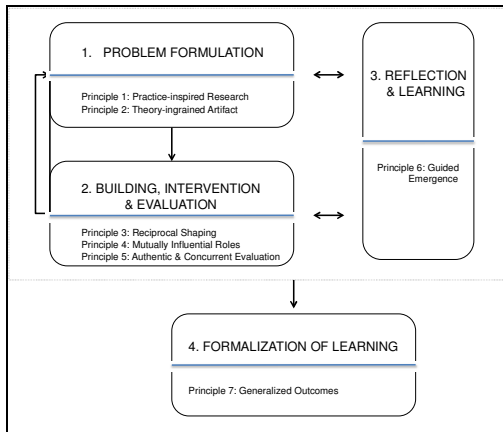 1. PROBLEM FORMULATION
Principle 1: Practice-inspired Research
Principle 2: Theory-ingrained Artifact
2. BUILDING, INTERVENTION
& EVALUATION
Principle 3: Reciprocal Shaping
Principle 4: Mutually Influential Roles
Principle 5: Authentic & Concurrent Evaluation
3. REFLECTION
& LEARNING
Principle 6: Guided
Emergence
4. FORMALIZATION OF LEARNING
Principle 7: Generalized Outcomes